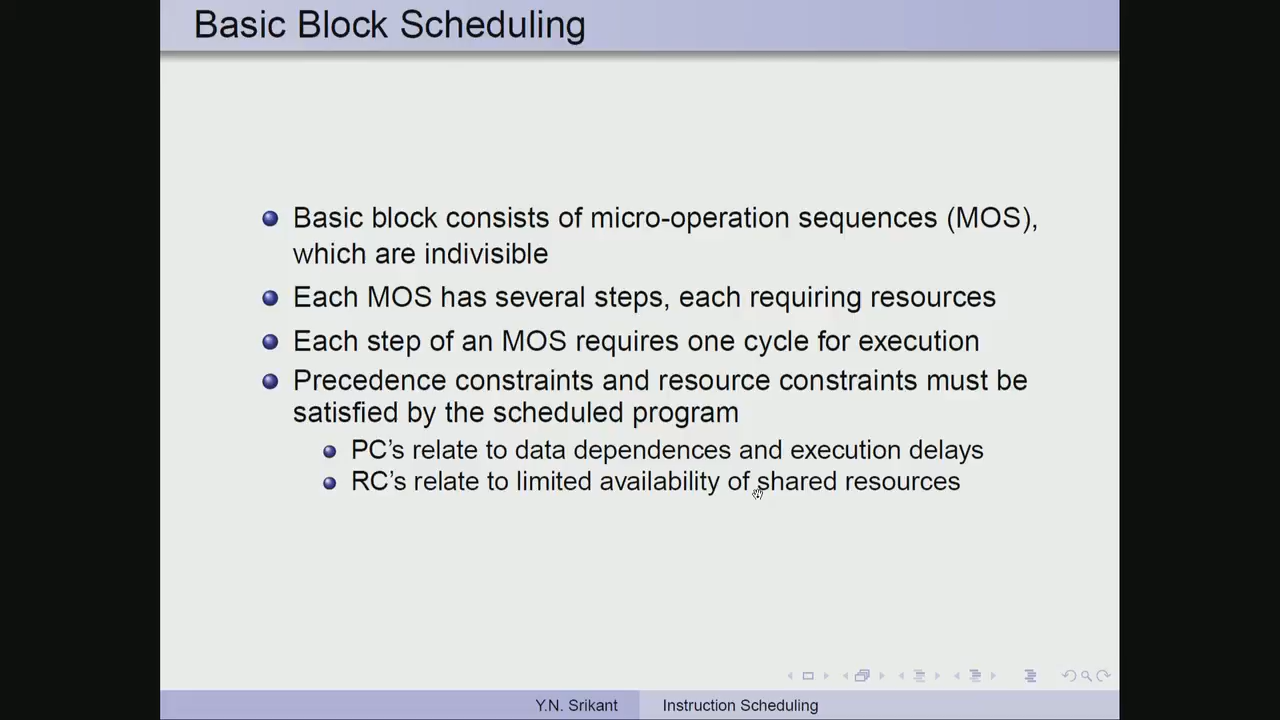 Basic Block Scheduling
Basic block consists of micro-operation sequences (MOS),
which are indivisible
Each MOS has several steps, each requiring resources
Each step of an MOS requires one cycle for execution
Precedence constraints and resource constraints must be
satisfied by the scheduled program
PC's relate to data dependences and execution delays
RC's relate to limited availability of shared resources
Y.N. Srikant
Instruction Scheduling